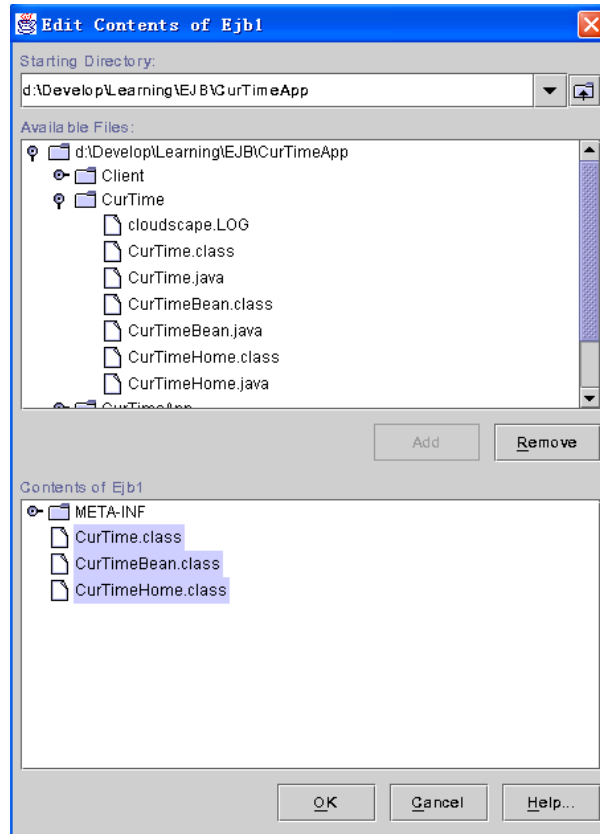 Edit Contents of Ejb1
Starting Directory:
d:\Develop\Learning\EJB\CurTimeApp
Available Files:
d:\Develop\Learning\EJB\CurTimeApp
Client
CurTime
cloudscape.LOG
CurTime.class
CurTime.java
CurTimeBean.class
CurTimeBean.java
CurTimeHome.class
CurTimeHome.java
CurTimeApp
Add Remove
Contents of Ejb1
META-INF
CurTime.class
CurTimeBean.class
CurTimeHome.class
OK Cancel Help...